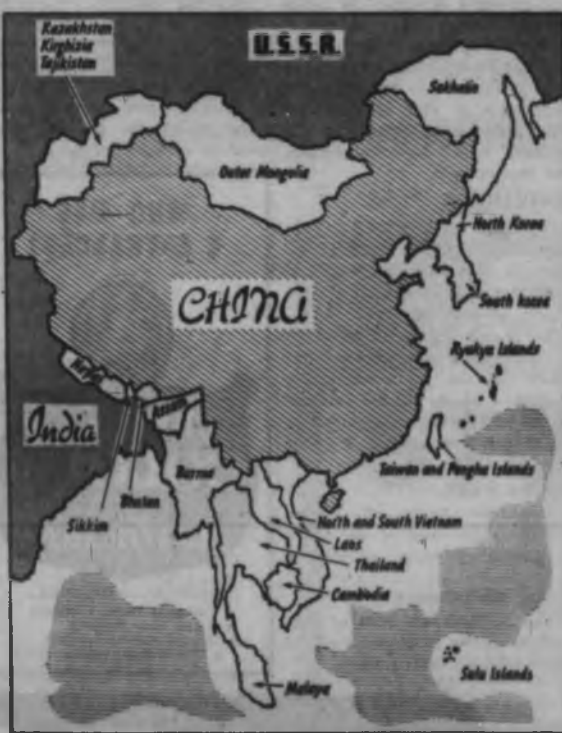 Kazakhstan
Kirghizia
Tajikistan
U.S.S.R.
Sakhalin
Outer Mongolia
North Korea
CHINA
South Korea
Ryukyu Islands
Nepal
Assam
India
Taiwan and Penghu Islands
Burma
Bhutan
Sikkim
North and South Vietnam
Laos
Thailand
Cambodia
Sulu Islands
Malaya